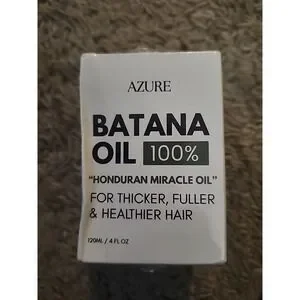 AZURE
BATANA
OIL 100%
“HONDURAN MIRACLE OIL”
FOR THICKER, FULLER
& HEALTHIER HAIR
120ML / 4 FL OZ